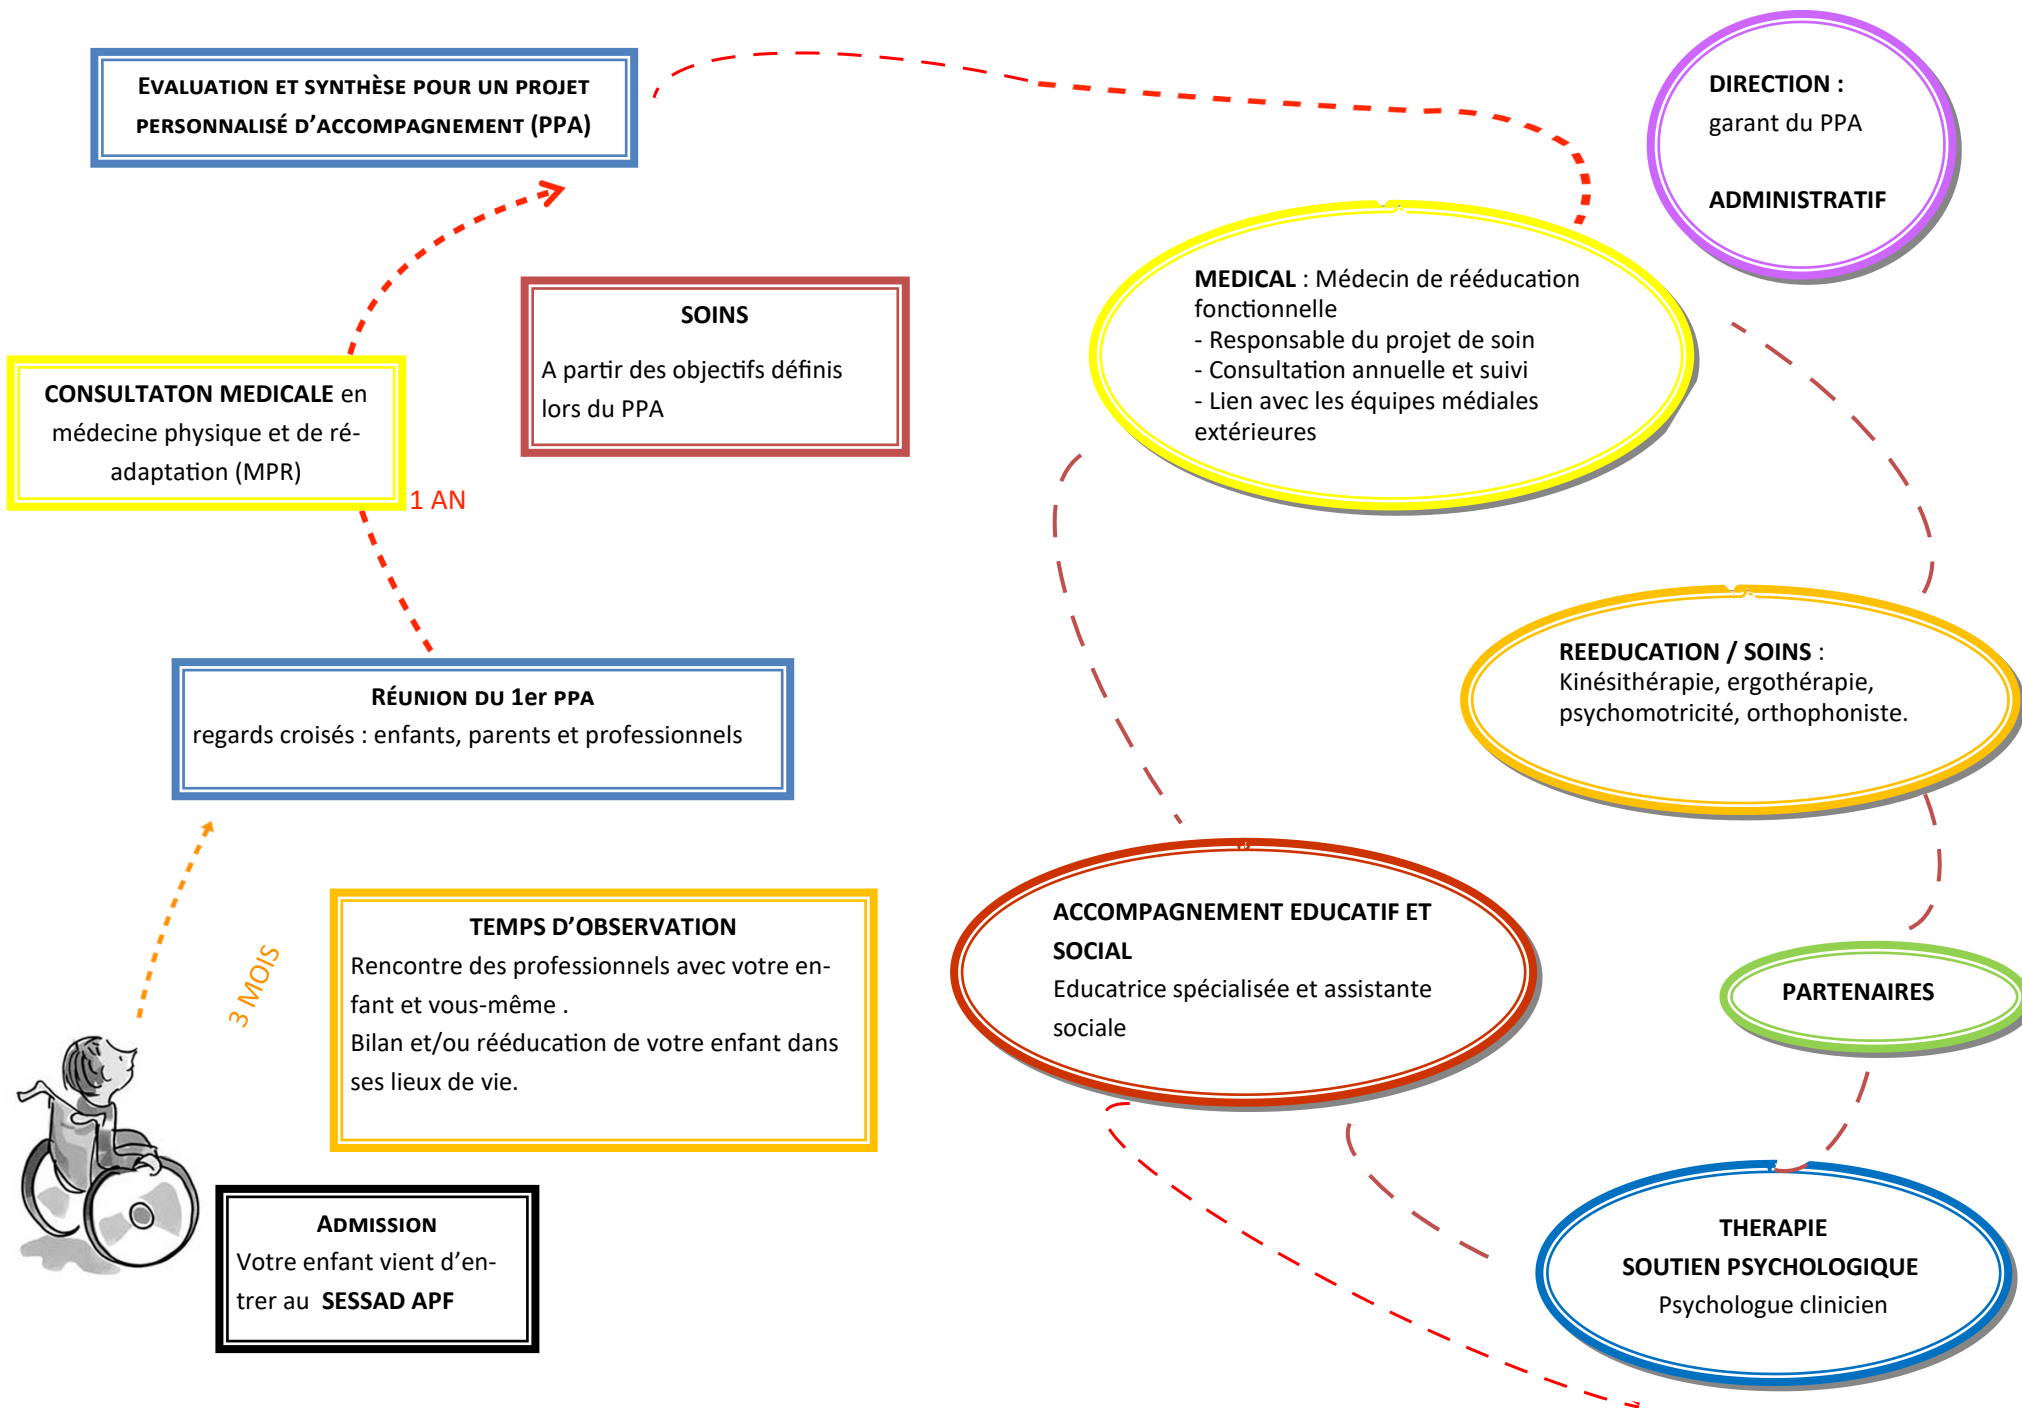 EVALUATION ET SYNTHÈSE POUR UN PROJET
PERSONNALISÉ D'ACCOMPAGNEMENT (PPA)
SOINS
A partir des objectifs définis
lors du PPA
CONSULTATON MEDICALE en
médecine physique et de ré-
adaptation (MPR)
1 AN
RÉUNION DU 1er PPA
regards croisés : enfants, parents et professionnels
3 MOIS
TEMPS D'OBSERVATION
Rencontre des professionnels avec votre en-
fant et vous-même .
Bilan et/ou rééducation de votre enfant dans
ses lieux de vie.
ADMISSION
Votre enfant vient d'en-
trer au SESSAD APF
DIRECTION :
garant du PPA
ADMINISTRATIF
MEDICAL : Médecin de rééducation
fonctionnelle
- Responsable du projet de soin
- Consultation annuelle et suivi
- Lien avec les équipes médiales
extérieures
REEDUCATION / SOINS :
Kinésithérapie, ergothérapie,
psychomotricité, orthophoniste.
ACCOMPAGNEMENT EDUCATIF ET
SOCIAL
Educatrice spécialisée et assistante
sociale
PARTENAIRES
THERAPIE
SOUTIEN PSYCHOLOGIQUE
Psychologue clinicien